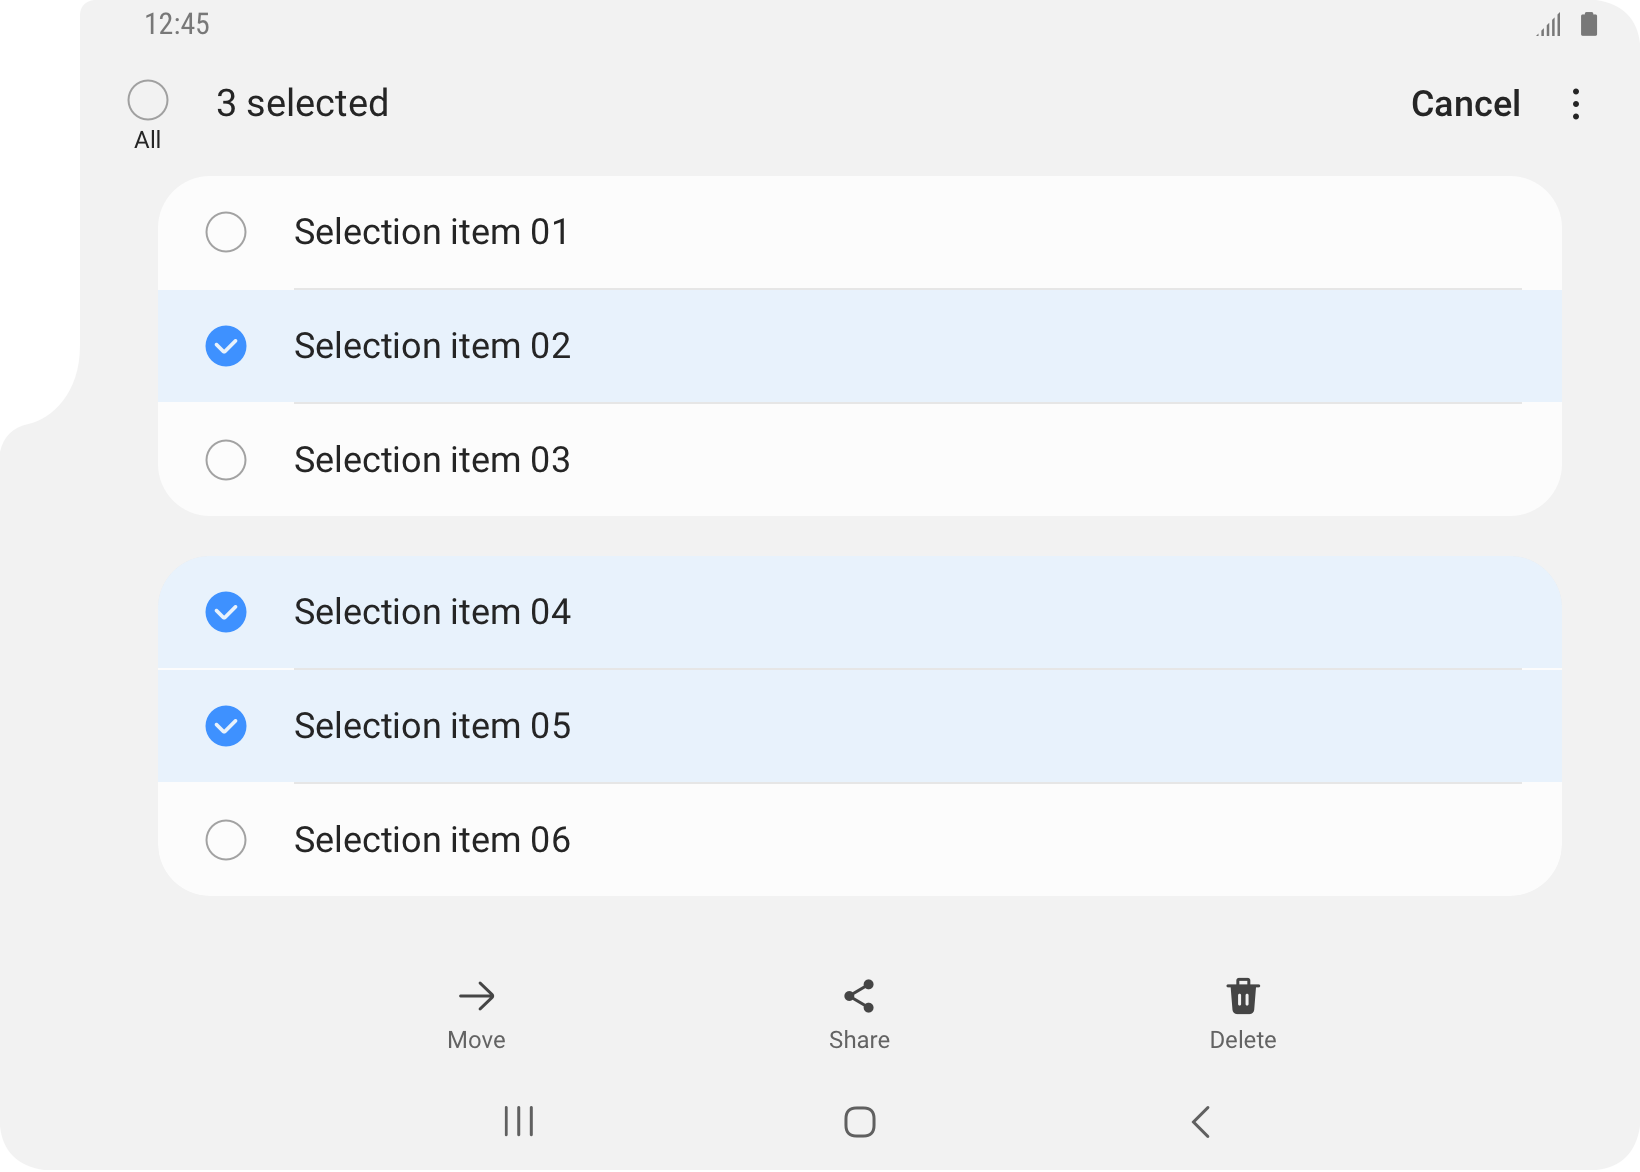 12:45
3 selected
Cancel
All
Selection item 01
Selection item 02
Selection item 03
Selection item 04
Selection item 05
Selection item 06
Move
Share
Delete